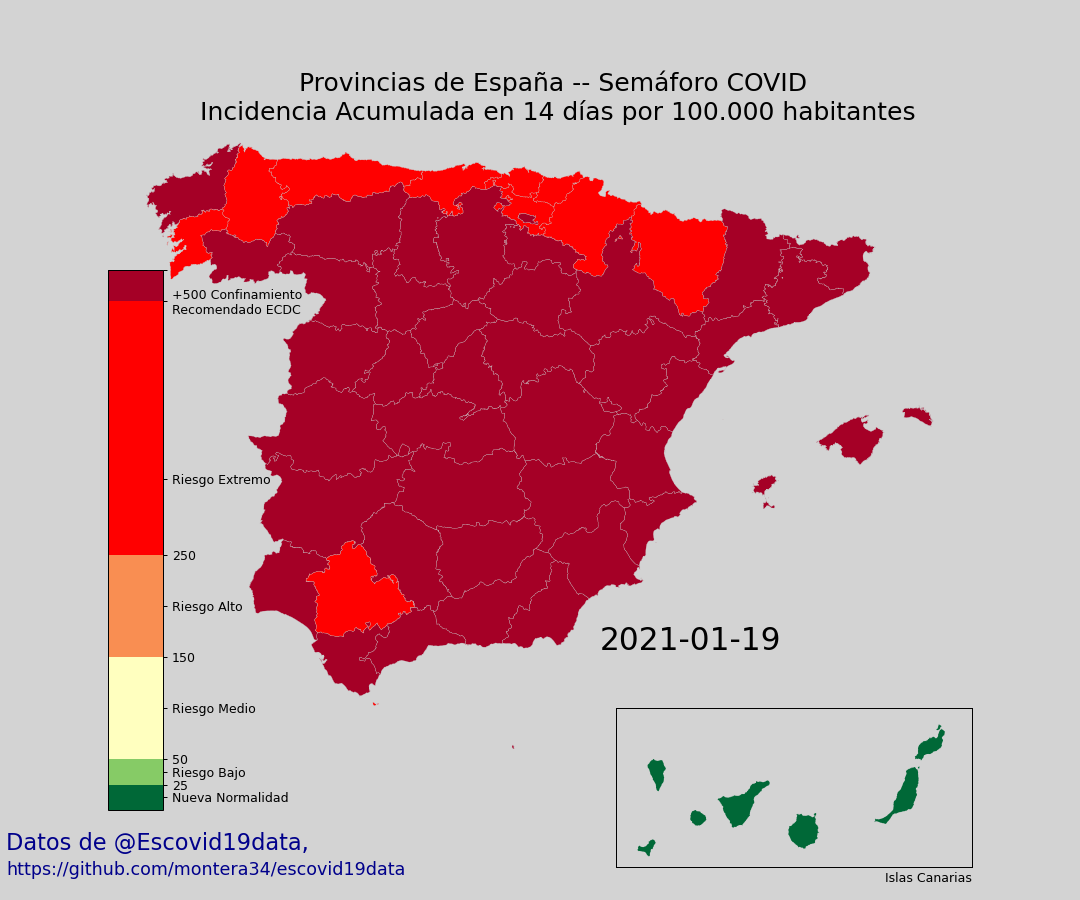 Provincias de España -- Semáforo COVID
Incidencia Acumulada en 14 días por 100.000 habitantes
+500 Confinamiento
Recomendado ECDC
Riesgo Extremo
250
Riesgo Alto
150
Riesgo Medio
50
Riesgo Bajo
25
Nueva Normalidad
2021-01-19
Islas Canarias
Datos de @Escovid19data,
https://github.com/montera34/escovid19data